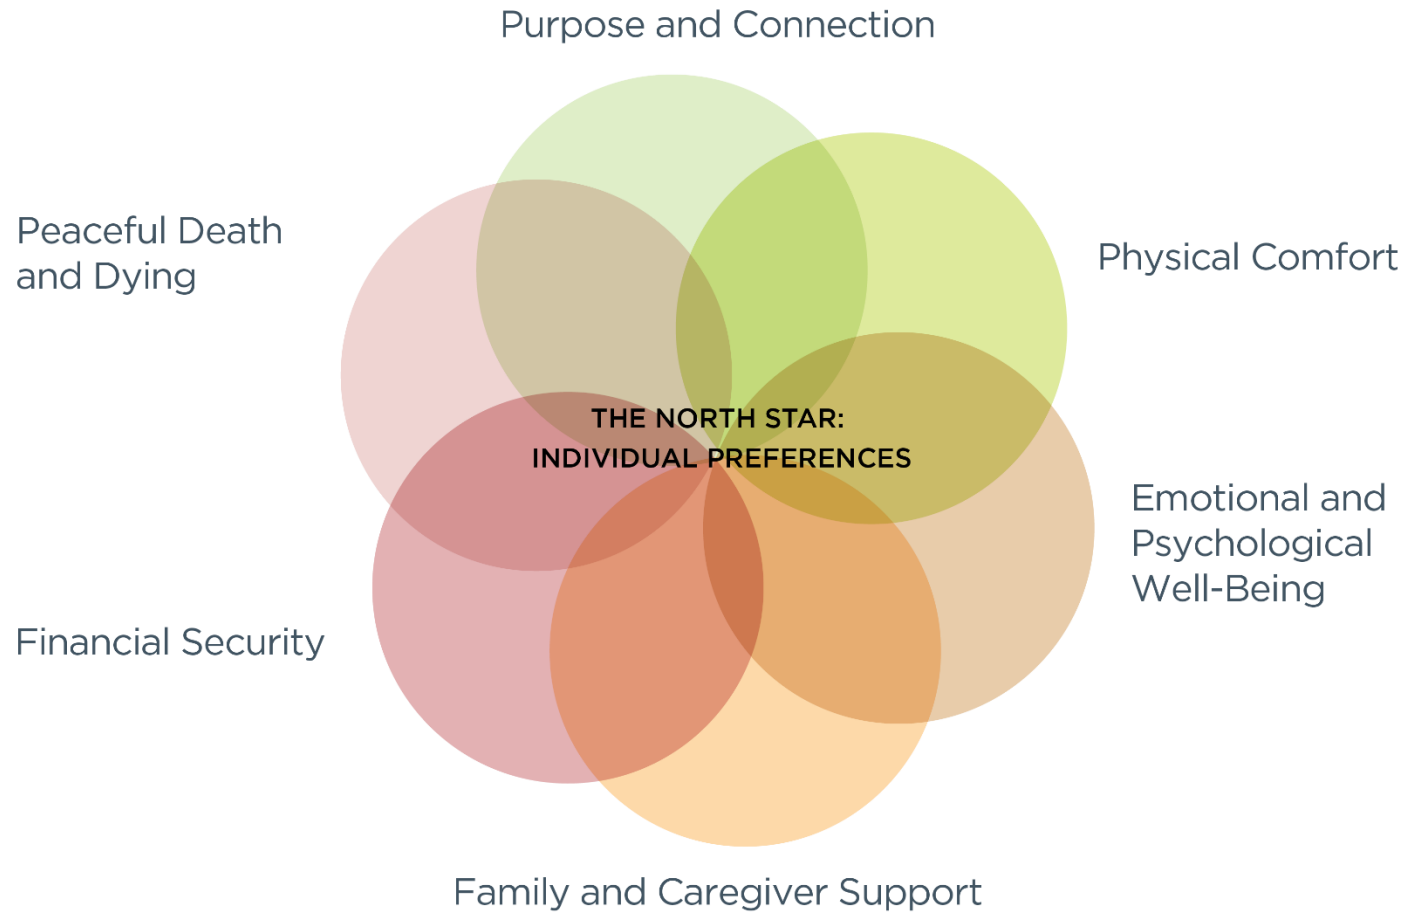 Purpose and Connection
Peaceful Death
and Dying
Physical Comfort
THE NORTH STAR:
INDIVIDUAL PREFERENCES
Emotional and
Psychological
Well-Being
Financial Security
Family and Caregiver Support